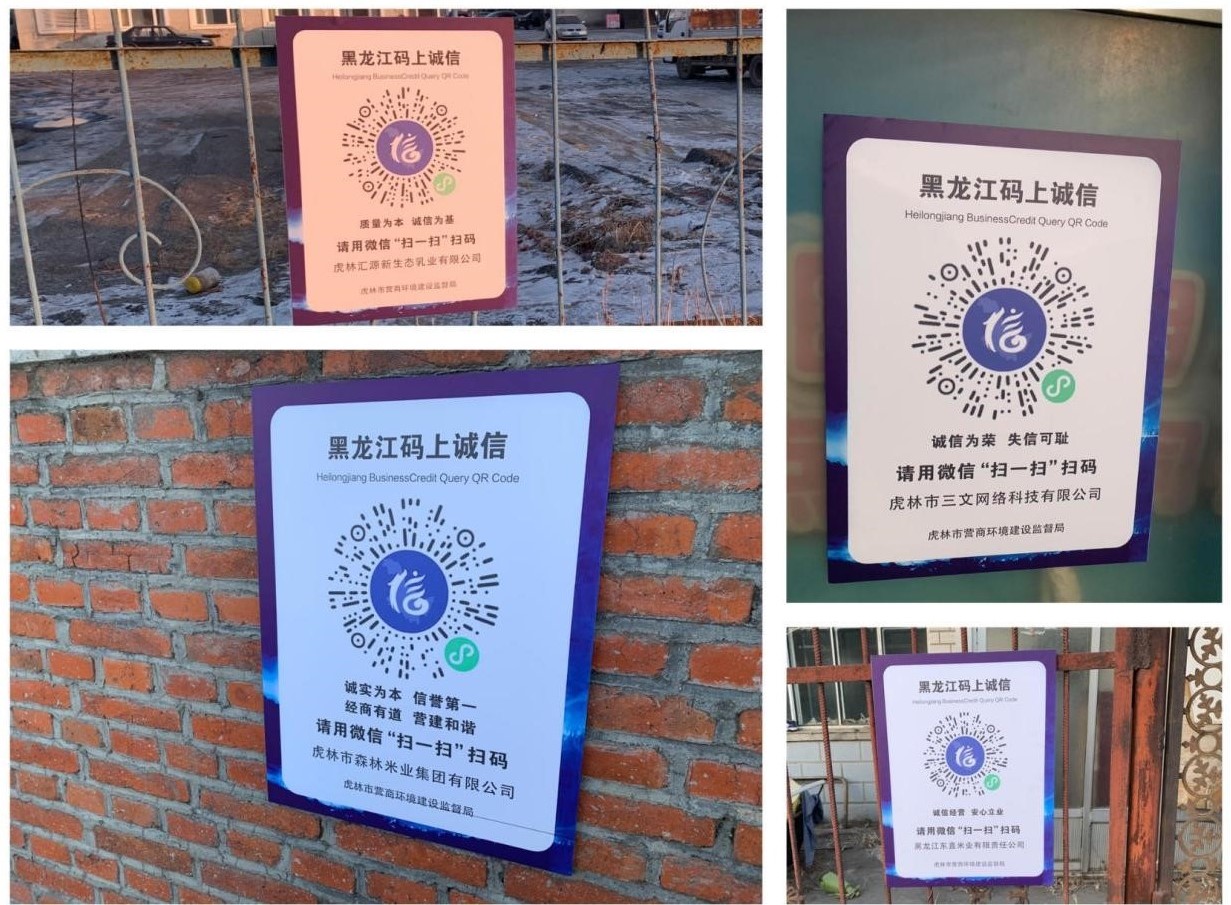 黑龙江码上诚信
Heilongjiang BusinessCredit Query QR Code
信
质量为本 诚信为基
请用微信“扫一扫”扫码
虎林汇源新生态乳业有限公司
虎林市营商环境建设监督局
黑龙江码上诚信
Heilongjiang BusinessCredit Query QR Code
信
诚信为荣 失信可耻
请用微信“扫一扫”扫码
虎林市三文网络科技有限公司
虎林市营商环境建设监督局
黑龙江码上诚信
Heilongjiang BusinessCredit Query QR Code
信
诚实为本 信誉第一
经商有道 营建和谐
请用微信“扫一扫”扫码
虎林市森林米业集团有限公司
虎林市营商环境建设监督局
黑龙江码上诚信
Heilongjiang BusinessCredit Query QR Code
信
诚信经营 安心立业
请用微信“扫一扫”扫码
黑龙江东直米业有限责任公司
虎林市营商环境建设监督局